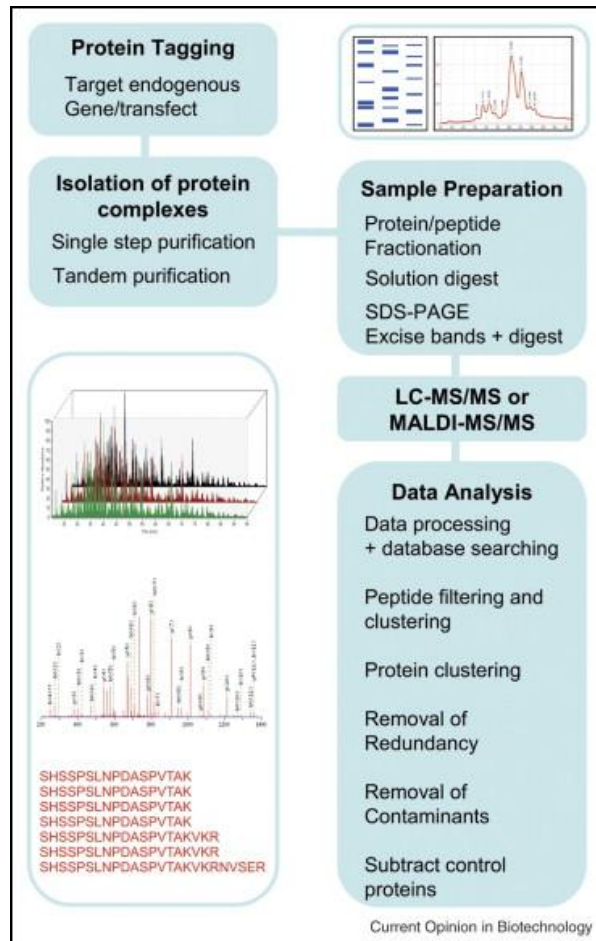 Protein Tagging
Target endogenous
Gene/transfect
Isolation of protein
complexes
Single step purification
Tandem purification
Sample Preparation
Protein/peptide
Fractionation
Solution digest
SDS-PAGE
Excise bands + digest
LC-MS/MS or
MALDI-MS/MS
Data Analysis
Data processing
+ database searching
Peptide filtering and
clustering
Protein clustering
Removal of
Redundancy
Removal of
Contaminants
Subtract control
proteins
SHSSPSLNPDASPVTAK
SHSSPSLNPDASPVTAK
SHSSPSLNPDASPVTAK
SHSSPSLNPDASPVTAK
SHSSPSLNPDASPVTAKVKR
SHSSPSLNPDASPVTAKVKR
SHSSPSLNPDASPVTAKVKRNVSER
Current Opinion in Biotechnology